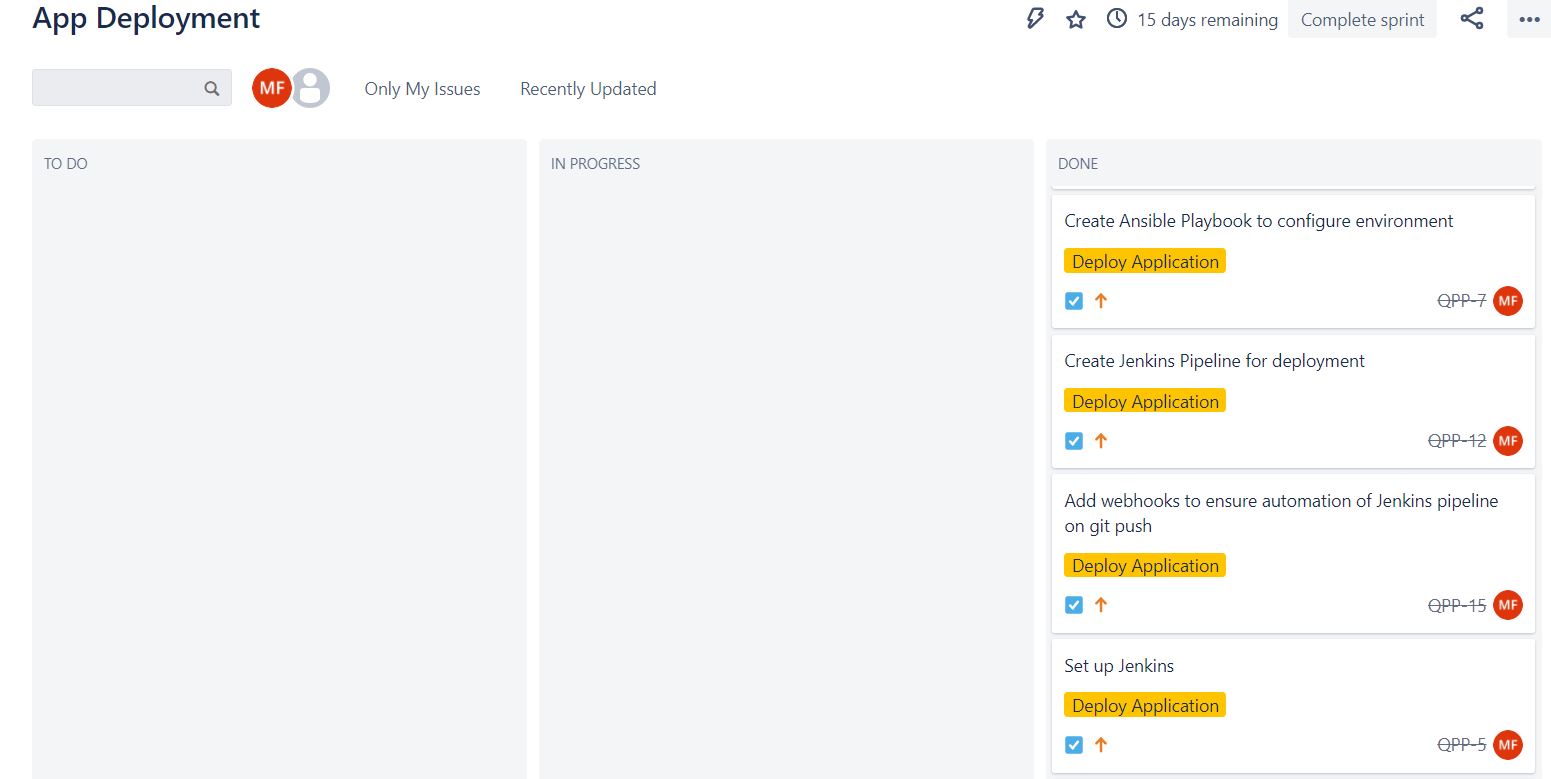 App Deployment
15 days remaining
Complete sprint
MF
Only My Issues
Recently Updated
TO DO
IN PROGRESS
DONE
Create Ansible Playbook to configure environment
Deploy Application
QPP-7 MF
Create Jenkins Pipeline for deployment
Deploy Application
QPP-12 MF
Add webhooks to ensure automation of Jenkins pipeline
on git push
Deploy Application
QPP-15 MF
Set up Jenkins
Deploy Application
QPP-5 MF